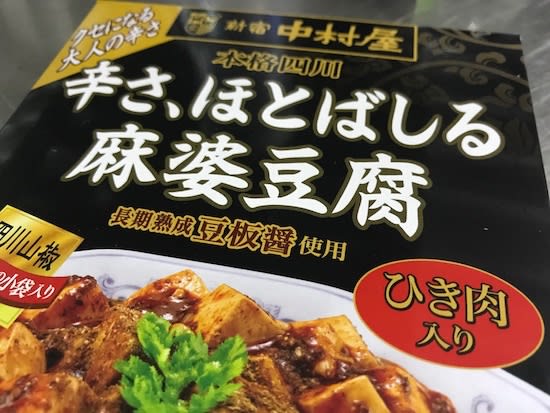 クセになる
大人の辛さ
新宿 中村屋
本格四川
辛さ、ほとばしる
麻婆豆腐
長期熟成 豆板醤 使用
四川山椒
小袋入り
ひき肉
入り